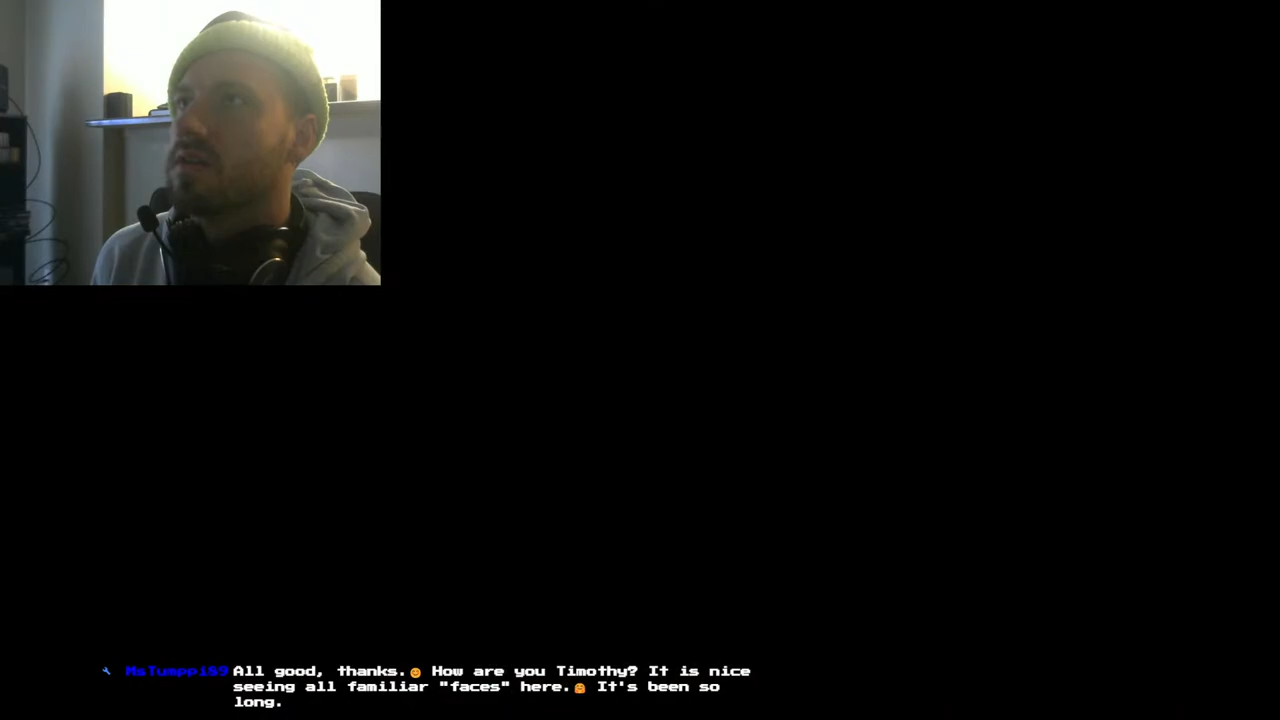 MsTumppi89 All good, thanks.😊 How are you Timothy? It is nice
seeing all familiar "faces" here.🤗 It's been so
long.